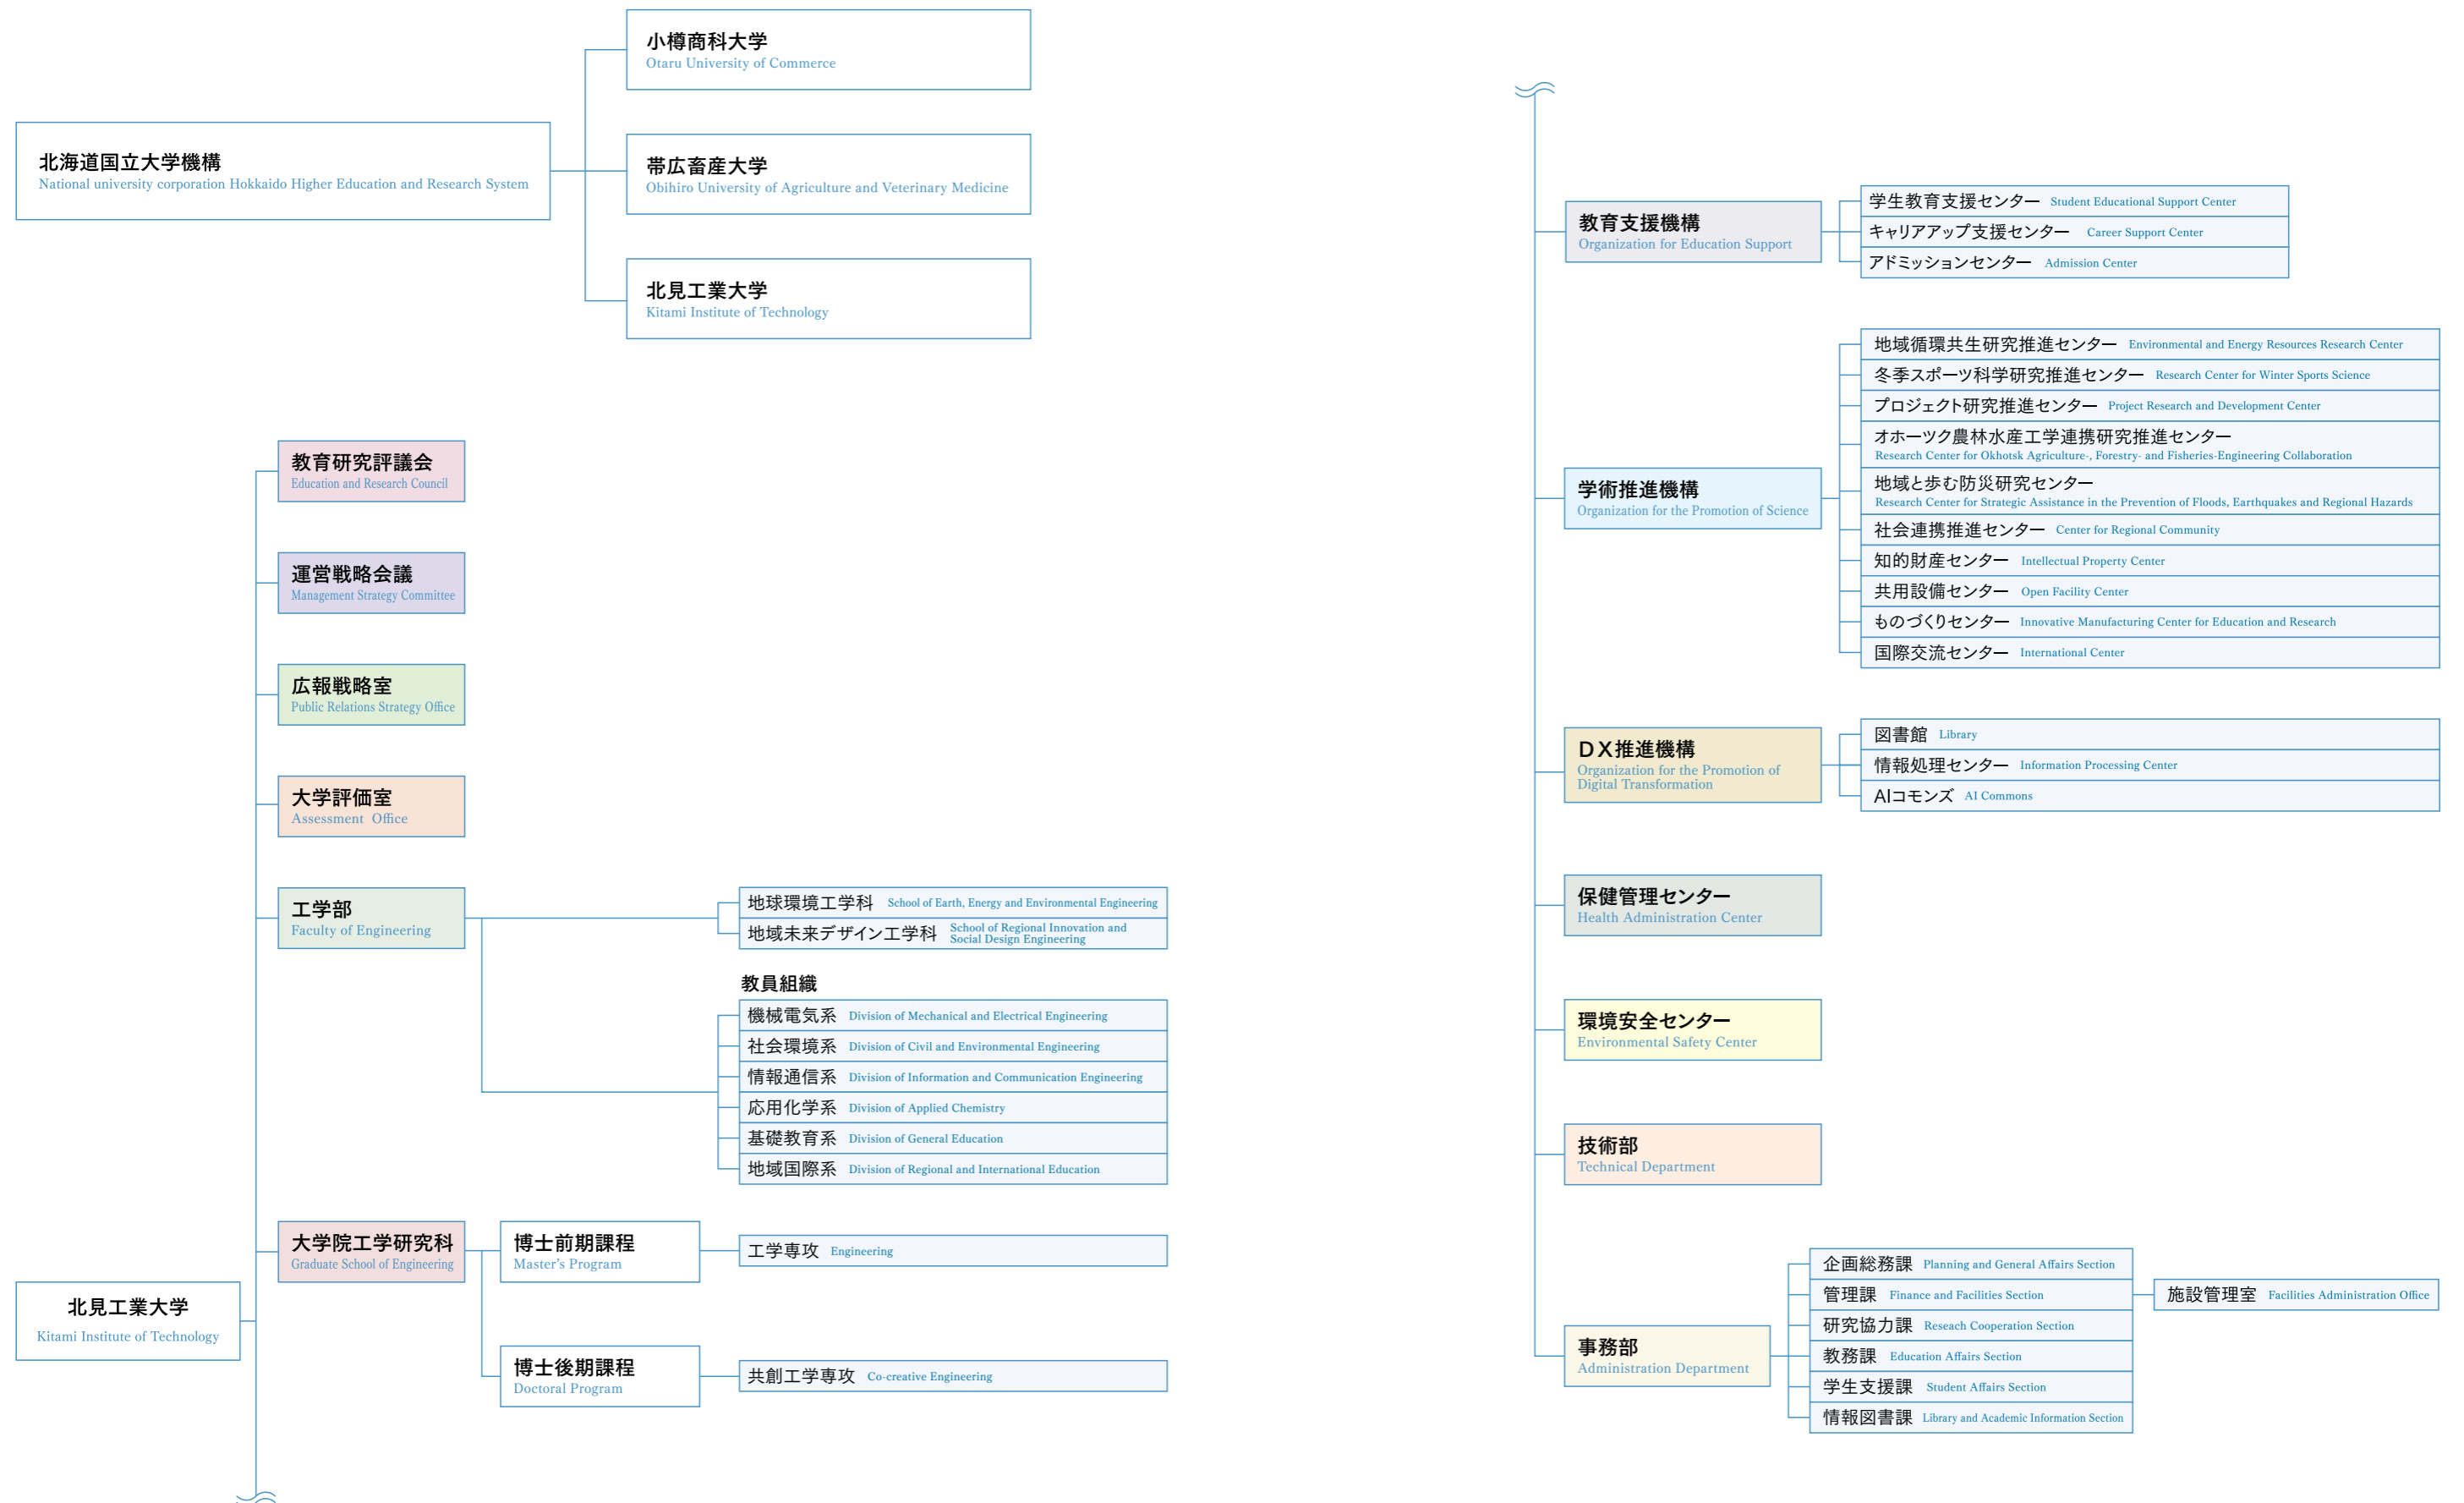 北海道国立大学機構
National university corporation Hokkaido Higher Education and Research System
小樽商科大学
Otaru University of Commerce
帯広畜産大学
Obihiro University of Agriculture and Veterinary Medicine
北見工業大学
Kitami Institute of Technology
北見工業大学
Kitami Institute of Technology
教育研究評議会
Education and Research Council
運営戦略会議
Management Strategy Committee
広報戦略室
Public Relations Strategy Office
大学評価室
Assessment Office
工学部
Faculty of Engineering
地球環境工学科 School of Earth, Energy and Environmental Engineering
地域未来デザイン工学科 School of Regional Innovation and
Social Design Engineering
教員組織
機械電気系 Division of Mechanical and Electrical Engineering
社会環境系 Division of Civil and Environmental Engineering
情報通信系 Division of Information and Communication Engineering
応用化学系 Division of Applied Chemistry
基礎教育系 Division of General Education
地域国際系 Division of Regional and International Education
大学院工学研究科
Graduate School of Engineering
博士前期課程
Master's Program
工学専攻 Engineering
博士後期課程
Doctoral Program
共創工学専攻 Co-creative Engineering
教育支援機構
Organization for Education Support
学生教育支援センター Student Educational Support Center
キャリアアップ支援センター Career Support Center
アドミッションセンター Admission Center
学術推進機構
Organization for the Promotion of Science
地域循環共生研究推進センター Environmental and Energy Resources Research Center
冬季スポーツ科学研究推進センター Research Center for Winter Sports Science
プロジェクト研究推進センター Project Research and Development Center
オホーツク農林水産工学連携研究推進センター
Research Center for Okhotsk Agriculture-, Forestry- and Fisheries-Engineering Collaboration
地域と歩む防災研究センター
Research Center for Strategic Assistance in the Prevention of Floods, Earthquakes and Regional Hazards
社会連携推進センター Center for Regional Community
知的財産センター Intellectual Property Center
共用設備センター Open Facility Center
ものづくりセンター Innovative Manufacturing Center for Education and Research
国際交流センター International Center
DX推進機構
Organization for the Promotion of
Digital Transformation
図書館 Library
情報処理センター Information Processing Center
AIコモンズ AI Commons
保健管理センター
Health Administration Center
環境安全センター
Environmental Safety Center
技術部
Technical Department
事務部
Administration Department
企画総務課 Planning and General Affairs Section
管理課 Finance and Facilities Section
施設管理室 Facilities Administration Office
研究協力課 Reseach Cooperation Section
教務課 Education Affairs Section
学生支援課 Student Affairs Section
情報図書課 Library and Academic Information Section